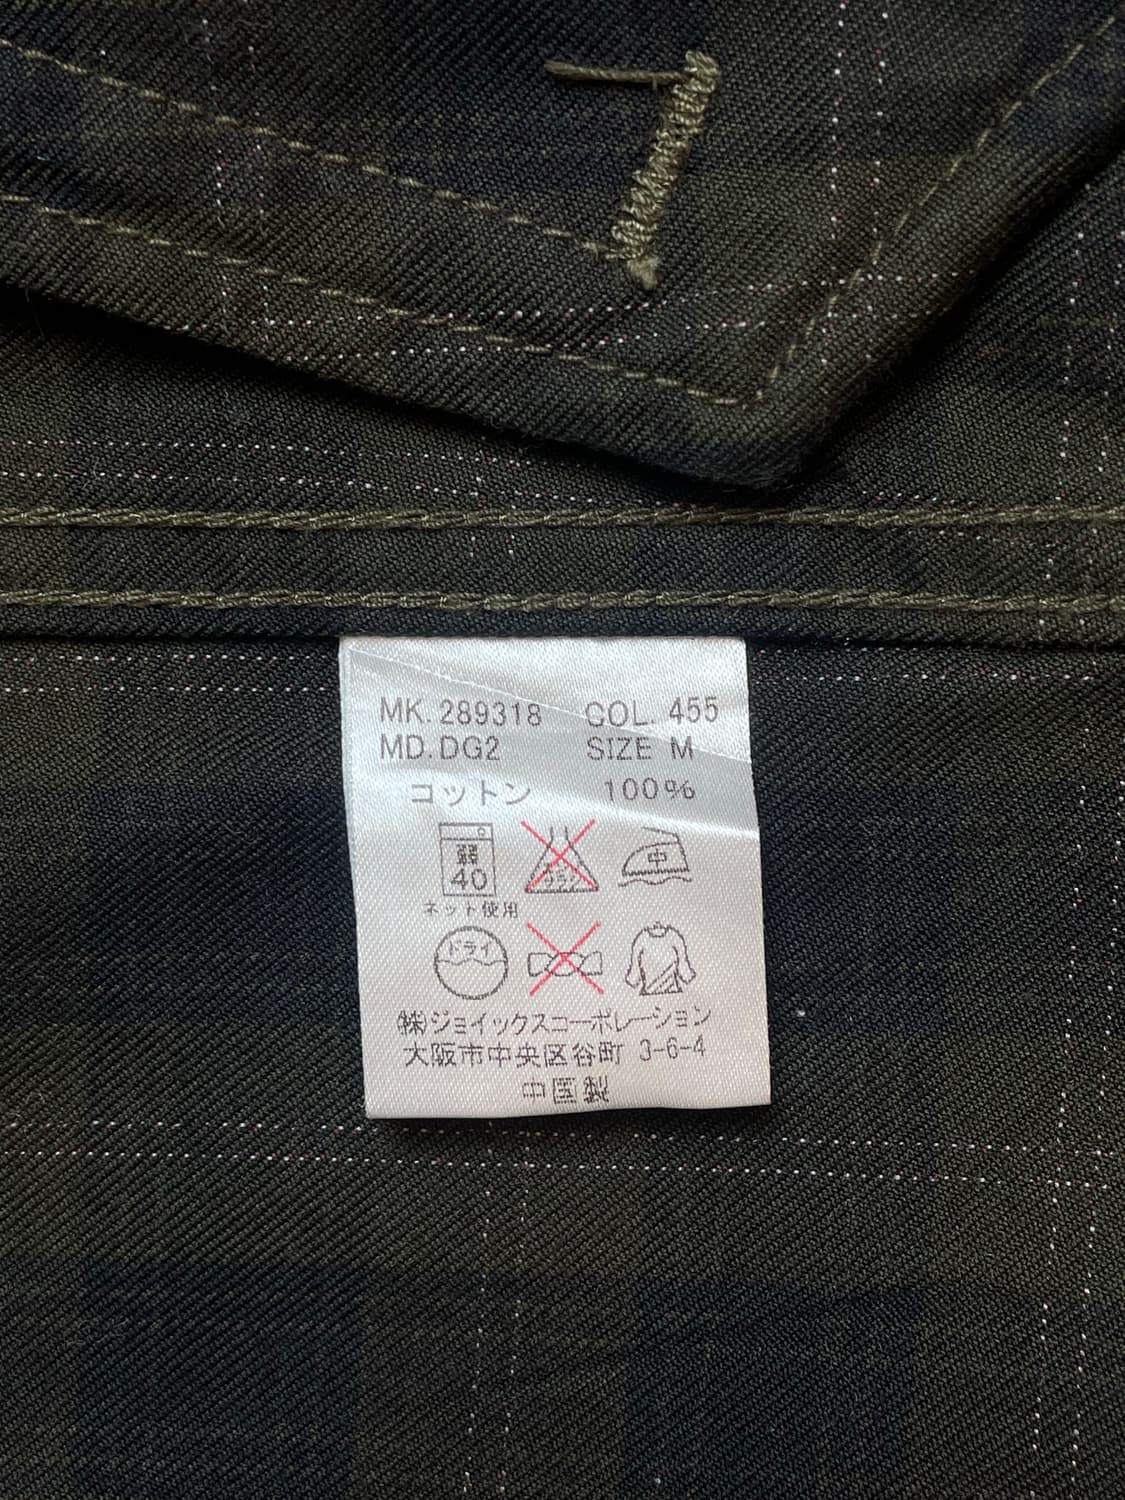 MK.289318 COL.455
MD.DG2 SIZE M
コットン 100%
弱 40 中
ネット使用
ドライ
(株)ジョイックスコーポレーション
大阪市中央区谷町 3-6-4
中国製